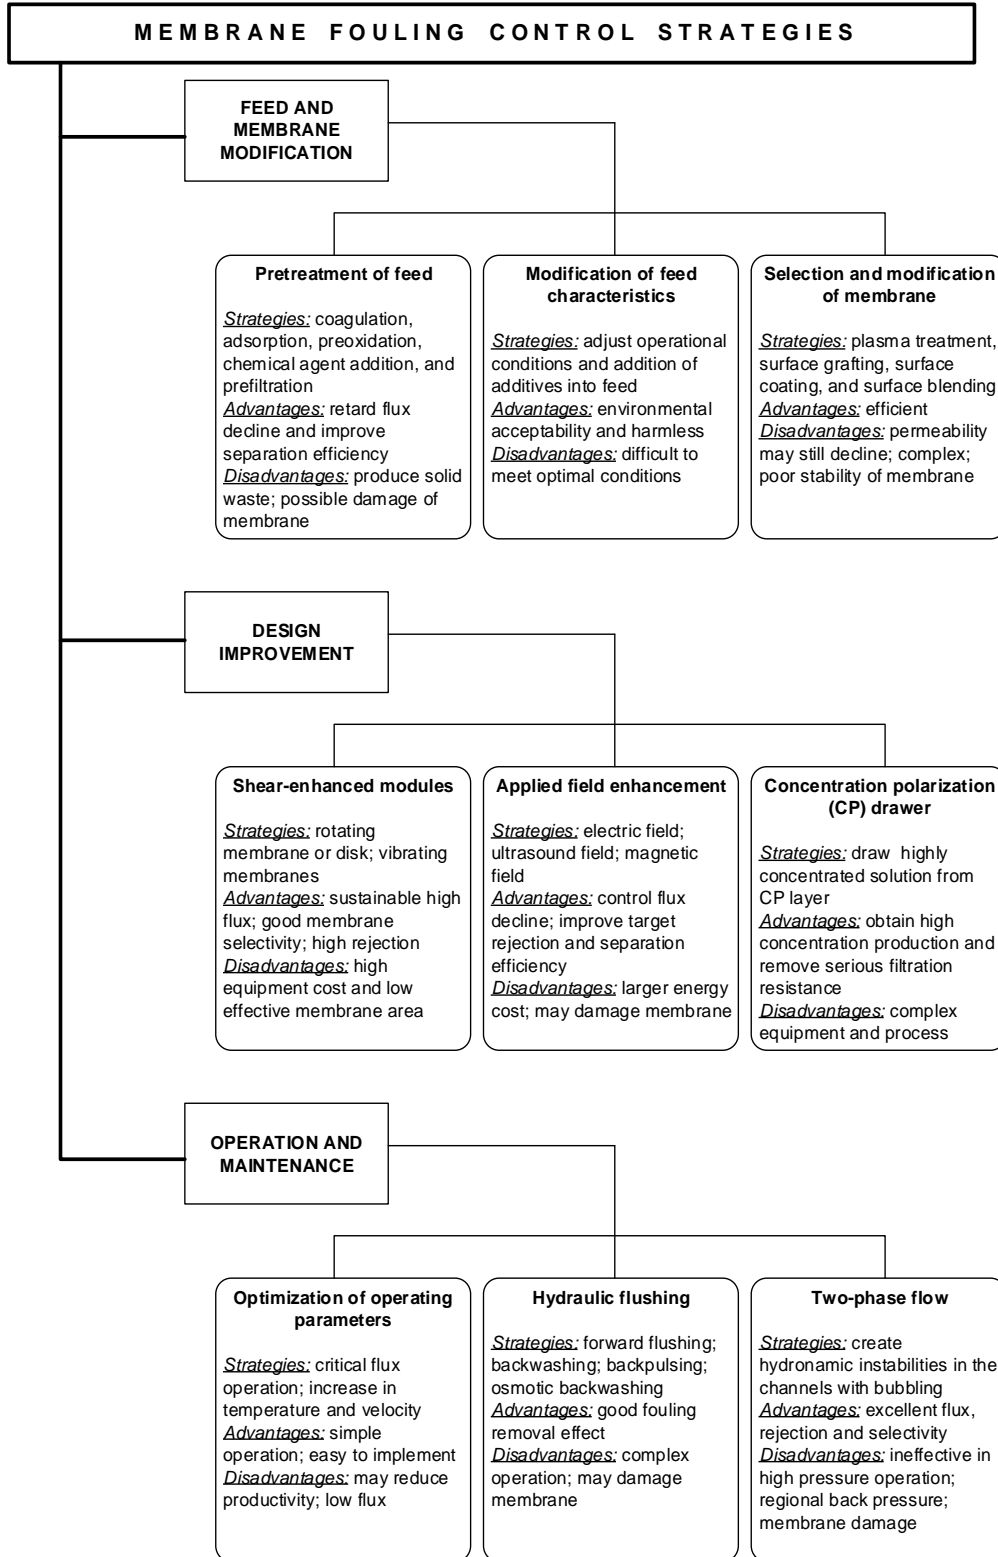 MEMBRANE FOULING CONTROL STRATEGIES
FEED AND
MEMBRANE
MODIFICATION
Pretreatment of feed
Strategies: coagulation,
adsorption, preoxidation,
chemical agent addition, and
prefiltration
Advantages: retard flux
decline and improve
separation efficiency
Disadvantages: produce solid
waste; possible damage of
membrane
Modification of feed
characteristics
Strategies: adjust operational
conditions and addition of
additives into feed
Advantages: environmental
acceptability and harmless
Disadvantages: difficult to
meet optimal conditions
Selection and modification
of membrane
Strategies: plasma treatment,
surface grafting, surface
coating, and surface blending
Advantages: efficient
Disadvantages: permeability
may still decline; complex;
poor stability of membrane
DESIGN
IMPROVEMENT
Shear-enhanced modules
Strategies: rotating
membrane or disk; vibrating
membranes
Advantages: sustainable high
flux; good membrane
selectivity; high rejection
Disadvantages: high
equipment cost and low
effective membrane area
Applied field enhancement
Strategies: electric field;
ultrasound field; magnetic
field
Advantages: control flux
decline; improve target
rejection and separation
efficiency
Disadvantages: larger energy
cost; may damage membrane
Concentration polarization
(CP) drawer
Strategies: draw highly
concentrated solution from
CP layer
Advantages: obtain high
concentration production and
remove serious filtration
resistance
Disadvantages: complex
equipment and process
OPERATION AND
MAINTENANCE
Optimization of operating
parameters
Strategies: critical flux
operation; increase in
temperature and velocity
Advantages: simple
operation; easy to implement
Disadvantages: may reduce
productivity; low flux
Hydraulic flushing
Strategies: forward flushing;
backwashing; backpulsing;
osmotic backwashing
Advantages: good fouling
removal effect
Disadvantages: complex
operation; may damage
membrane
Two-phase flow
Strategies: create
hydronamic instabilities in the
channels with bubbling
Advantages: excellent flux,
rejection and selectivity
Disadvantages: ineffective in
high pressure operation;
regional back pressure;
membrane damage